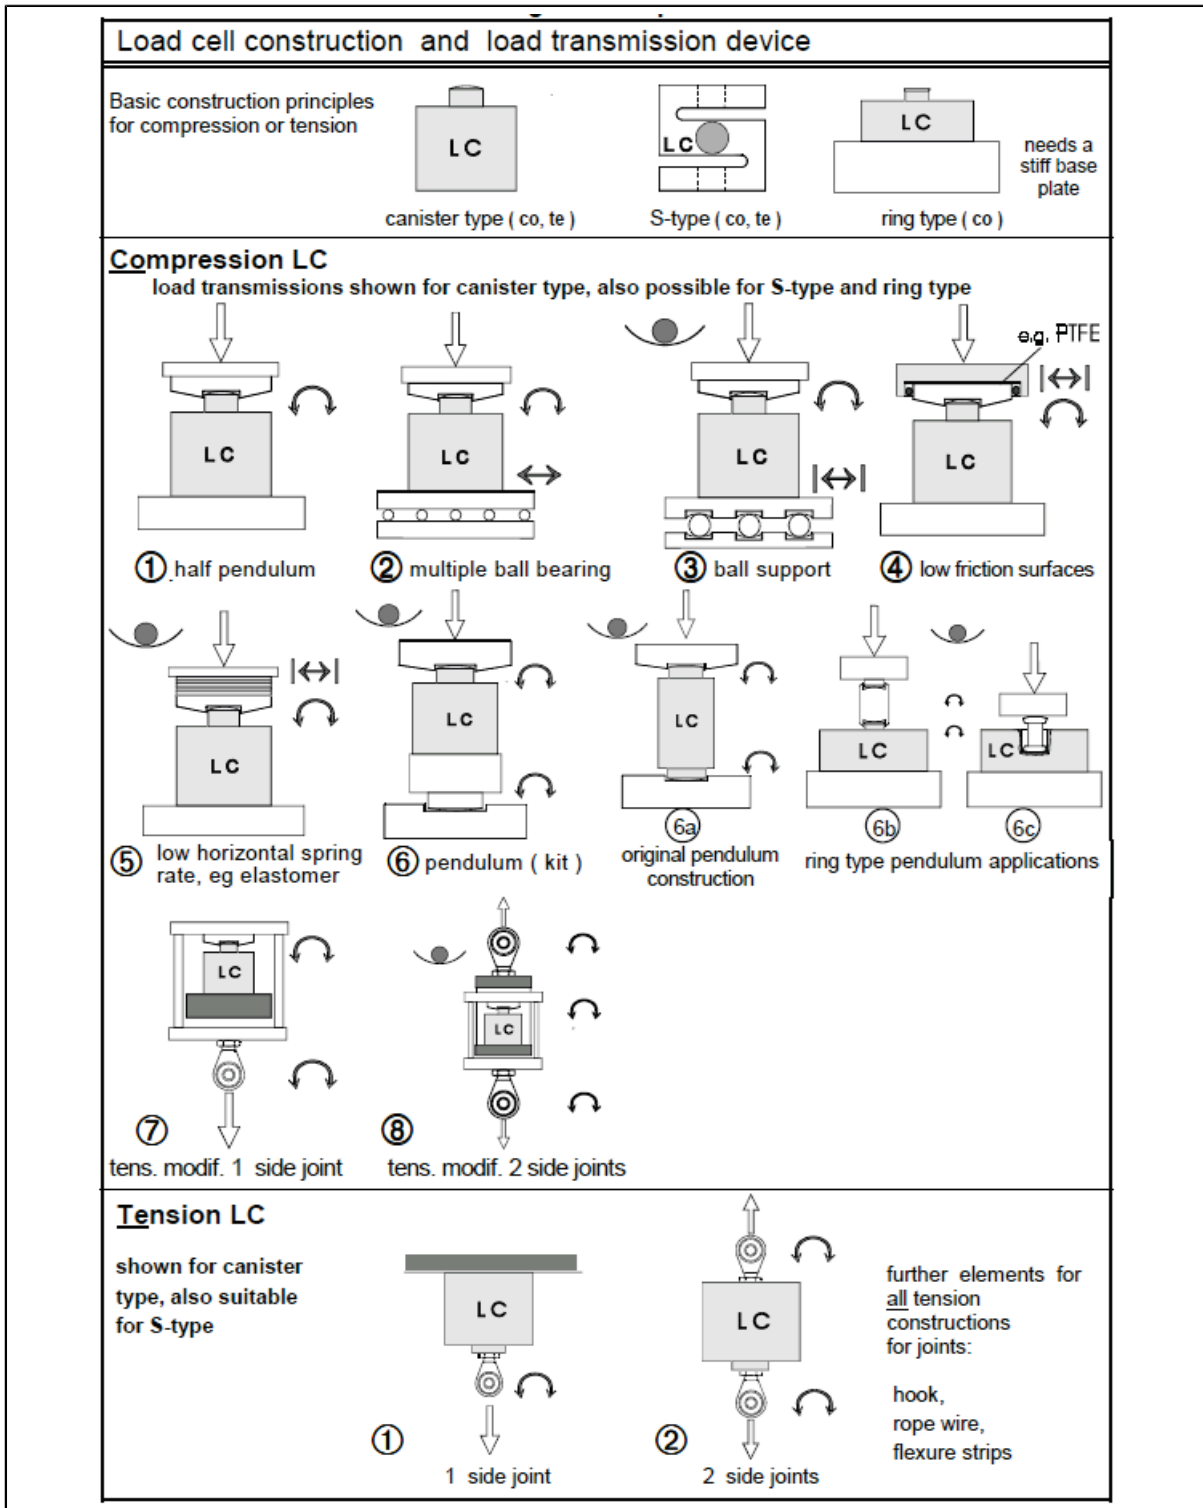 Load cell construction and load transmission device
Basic construction principles
for compression or tension
LC
LC
LC
needs a
stiff base
plate
canister type ( co, te )
S-type ( co, te )
ring type ( co )
Compression LC
load transmissions shown for canister type, also possible for S-type and ring type
e.g. PTFE
LC
LC
LC
LC
① half pendulum
② multiple ball bearing
③ ball support
④ low friction surfaces
LC
LC
LC
LC
LC
⑤ low horizontal spring
rate, eg elastomer
⑥ pendulum ( kit )
6a
original pendulum
construction
6b
6c
ring type pendulum applications
LC
LC
⑦
tens. modif. 1 side joint
⑧
tens. modif. 2 side joints
Tension LC
shown for canister
type, also suitable
for S-type
LC
LC
①
1 side joint
②
2 side joints
further elements for
all tension
constructions
for joints:
hook,
rope wire,
flexure strips